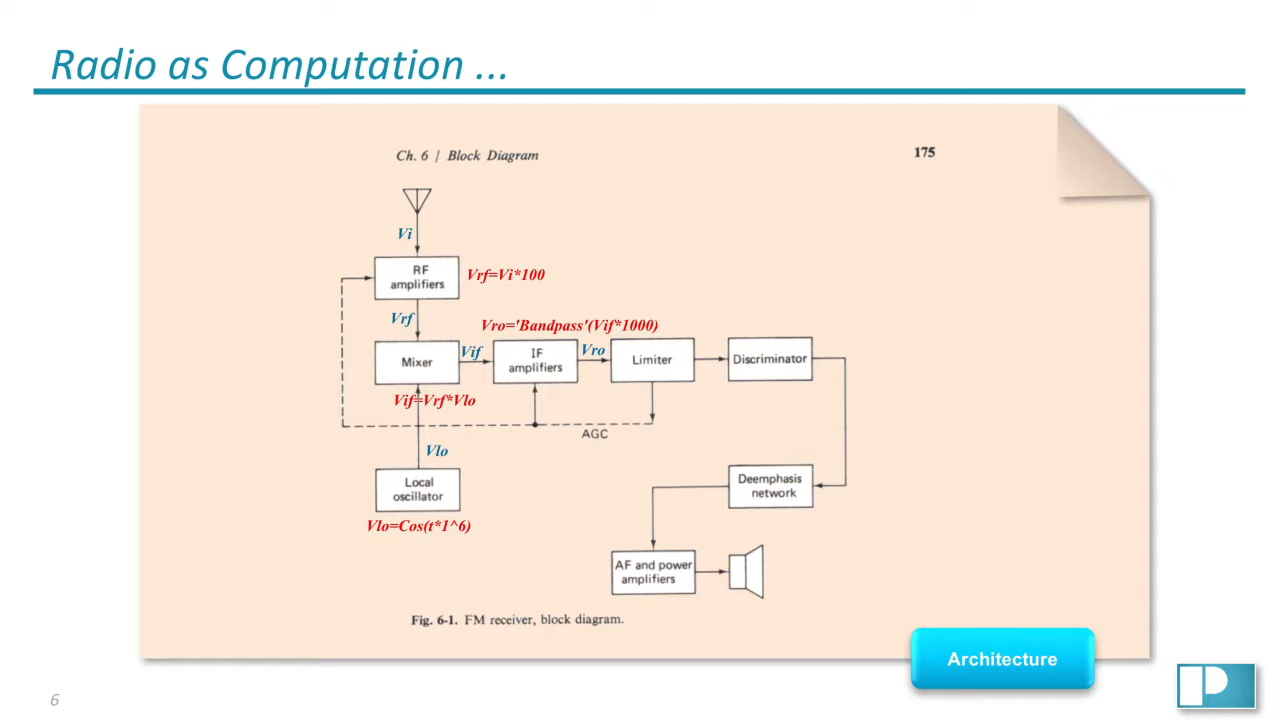 Radio as Computation ...
Ch. 6 | Block Diagram
175
Vi
RF
amplifiers
Vrf=Vi*100
Vrf
Vro='Bandpass'(Vif*1000)
Mixer
Vif
IF
amplifiers
Vro
Limiter
Discriminator
Vif=Vrf*Vlo
AGC
Vlo
Local
oscillator
Deemphasis
network
Vlo=Cos(t*1^6)
AF and power
amplifiers
Fig. 6-1. FM receiver, block diagram.
Architecture
6